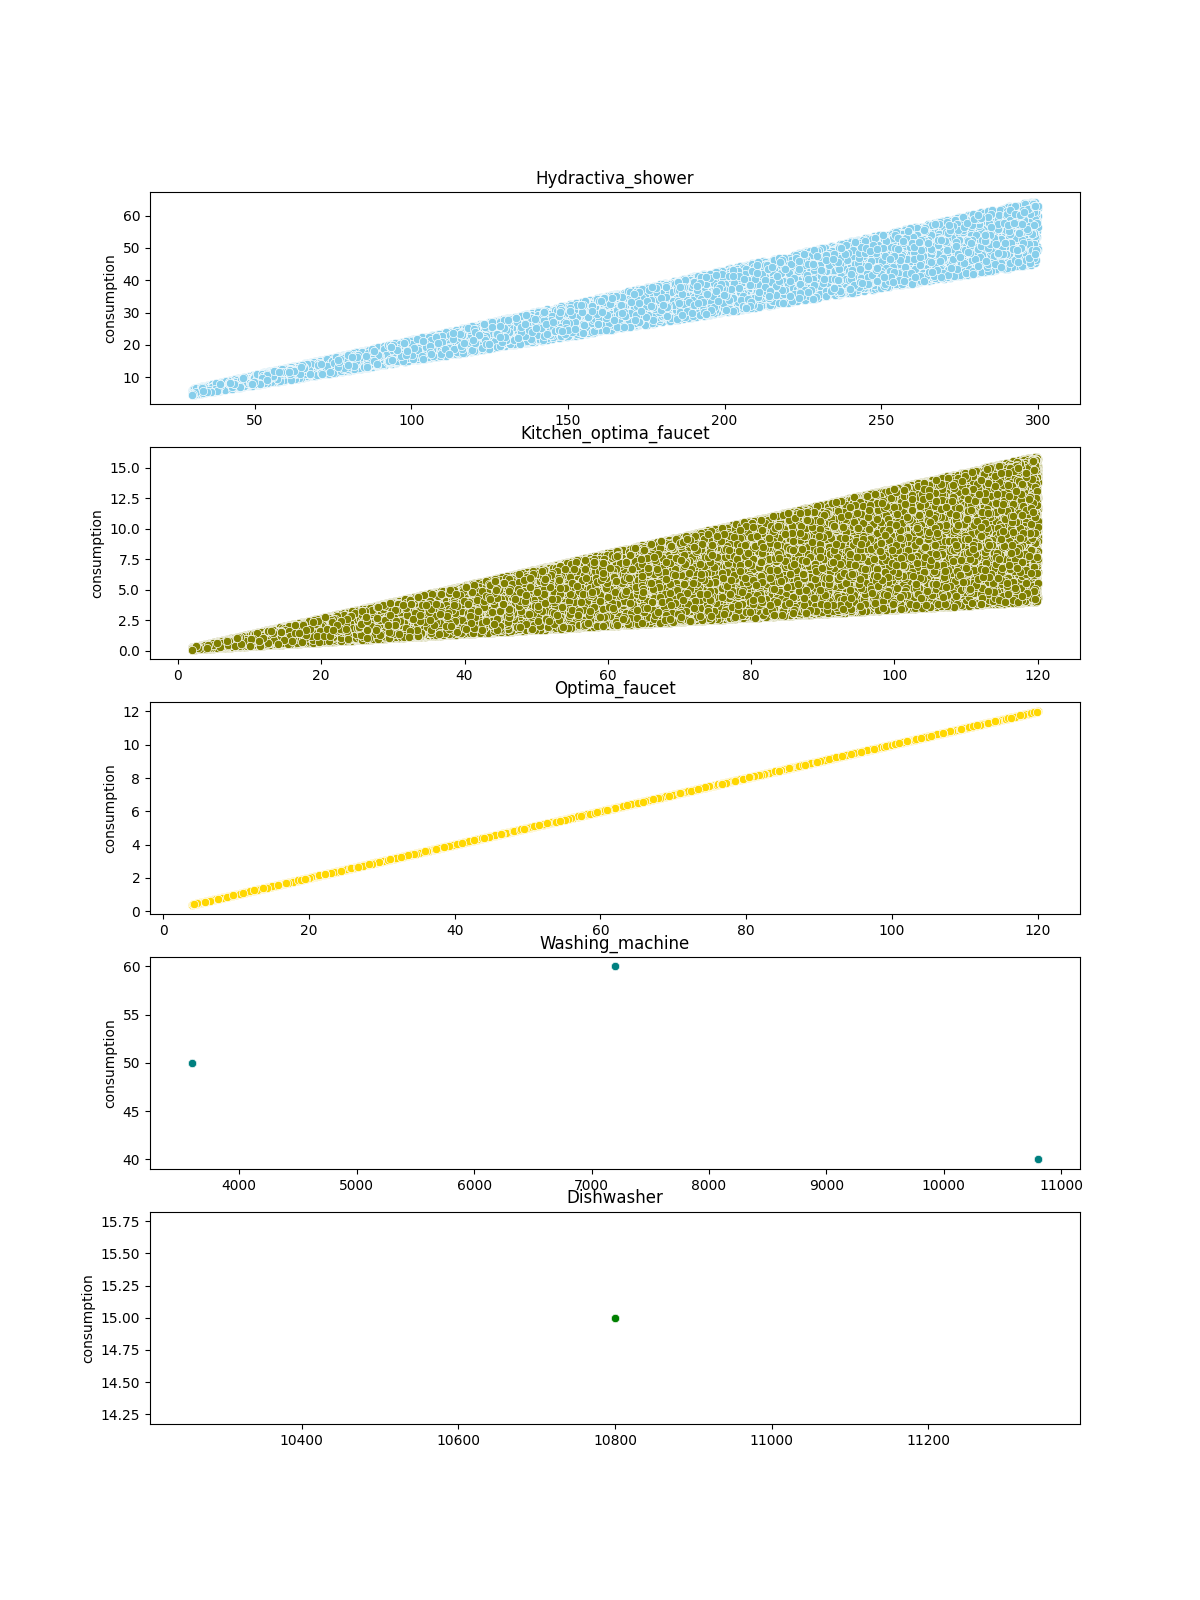 Hydractiva_shower
60
50
40
30
20
10
consumption
50 100 150 200 250 300
Kitchen_optima_faucet
15.0
12.5
10.0
7.5
5.0
2.5
0.0
consumption
0 20 40 60 80 100 120
Optima_faucet
12
10
8
6
4
2
0
consumption
0 20 40 60 80 100 120
Washing_machine
60
55
50
45
40
consumption
4000 5000 6000 7000 8000 9000 10000 11000
Dishwasher
15.75
15.50
15.25
15.00
14.75
14.50
14.25
consumption
10400 10600 10800 11000 11200